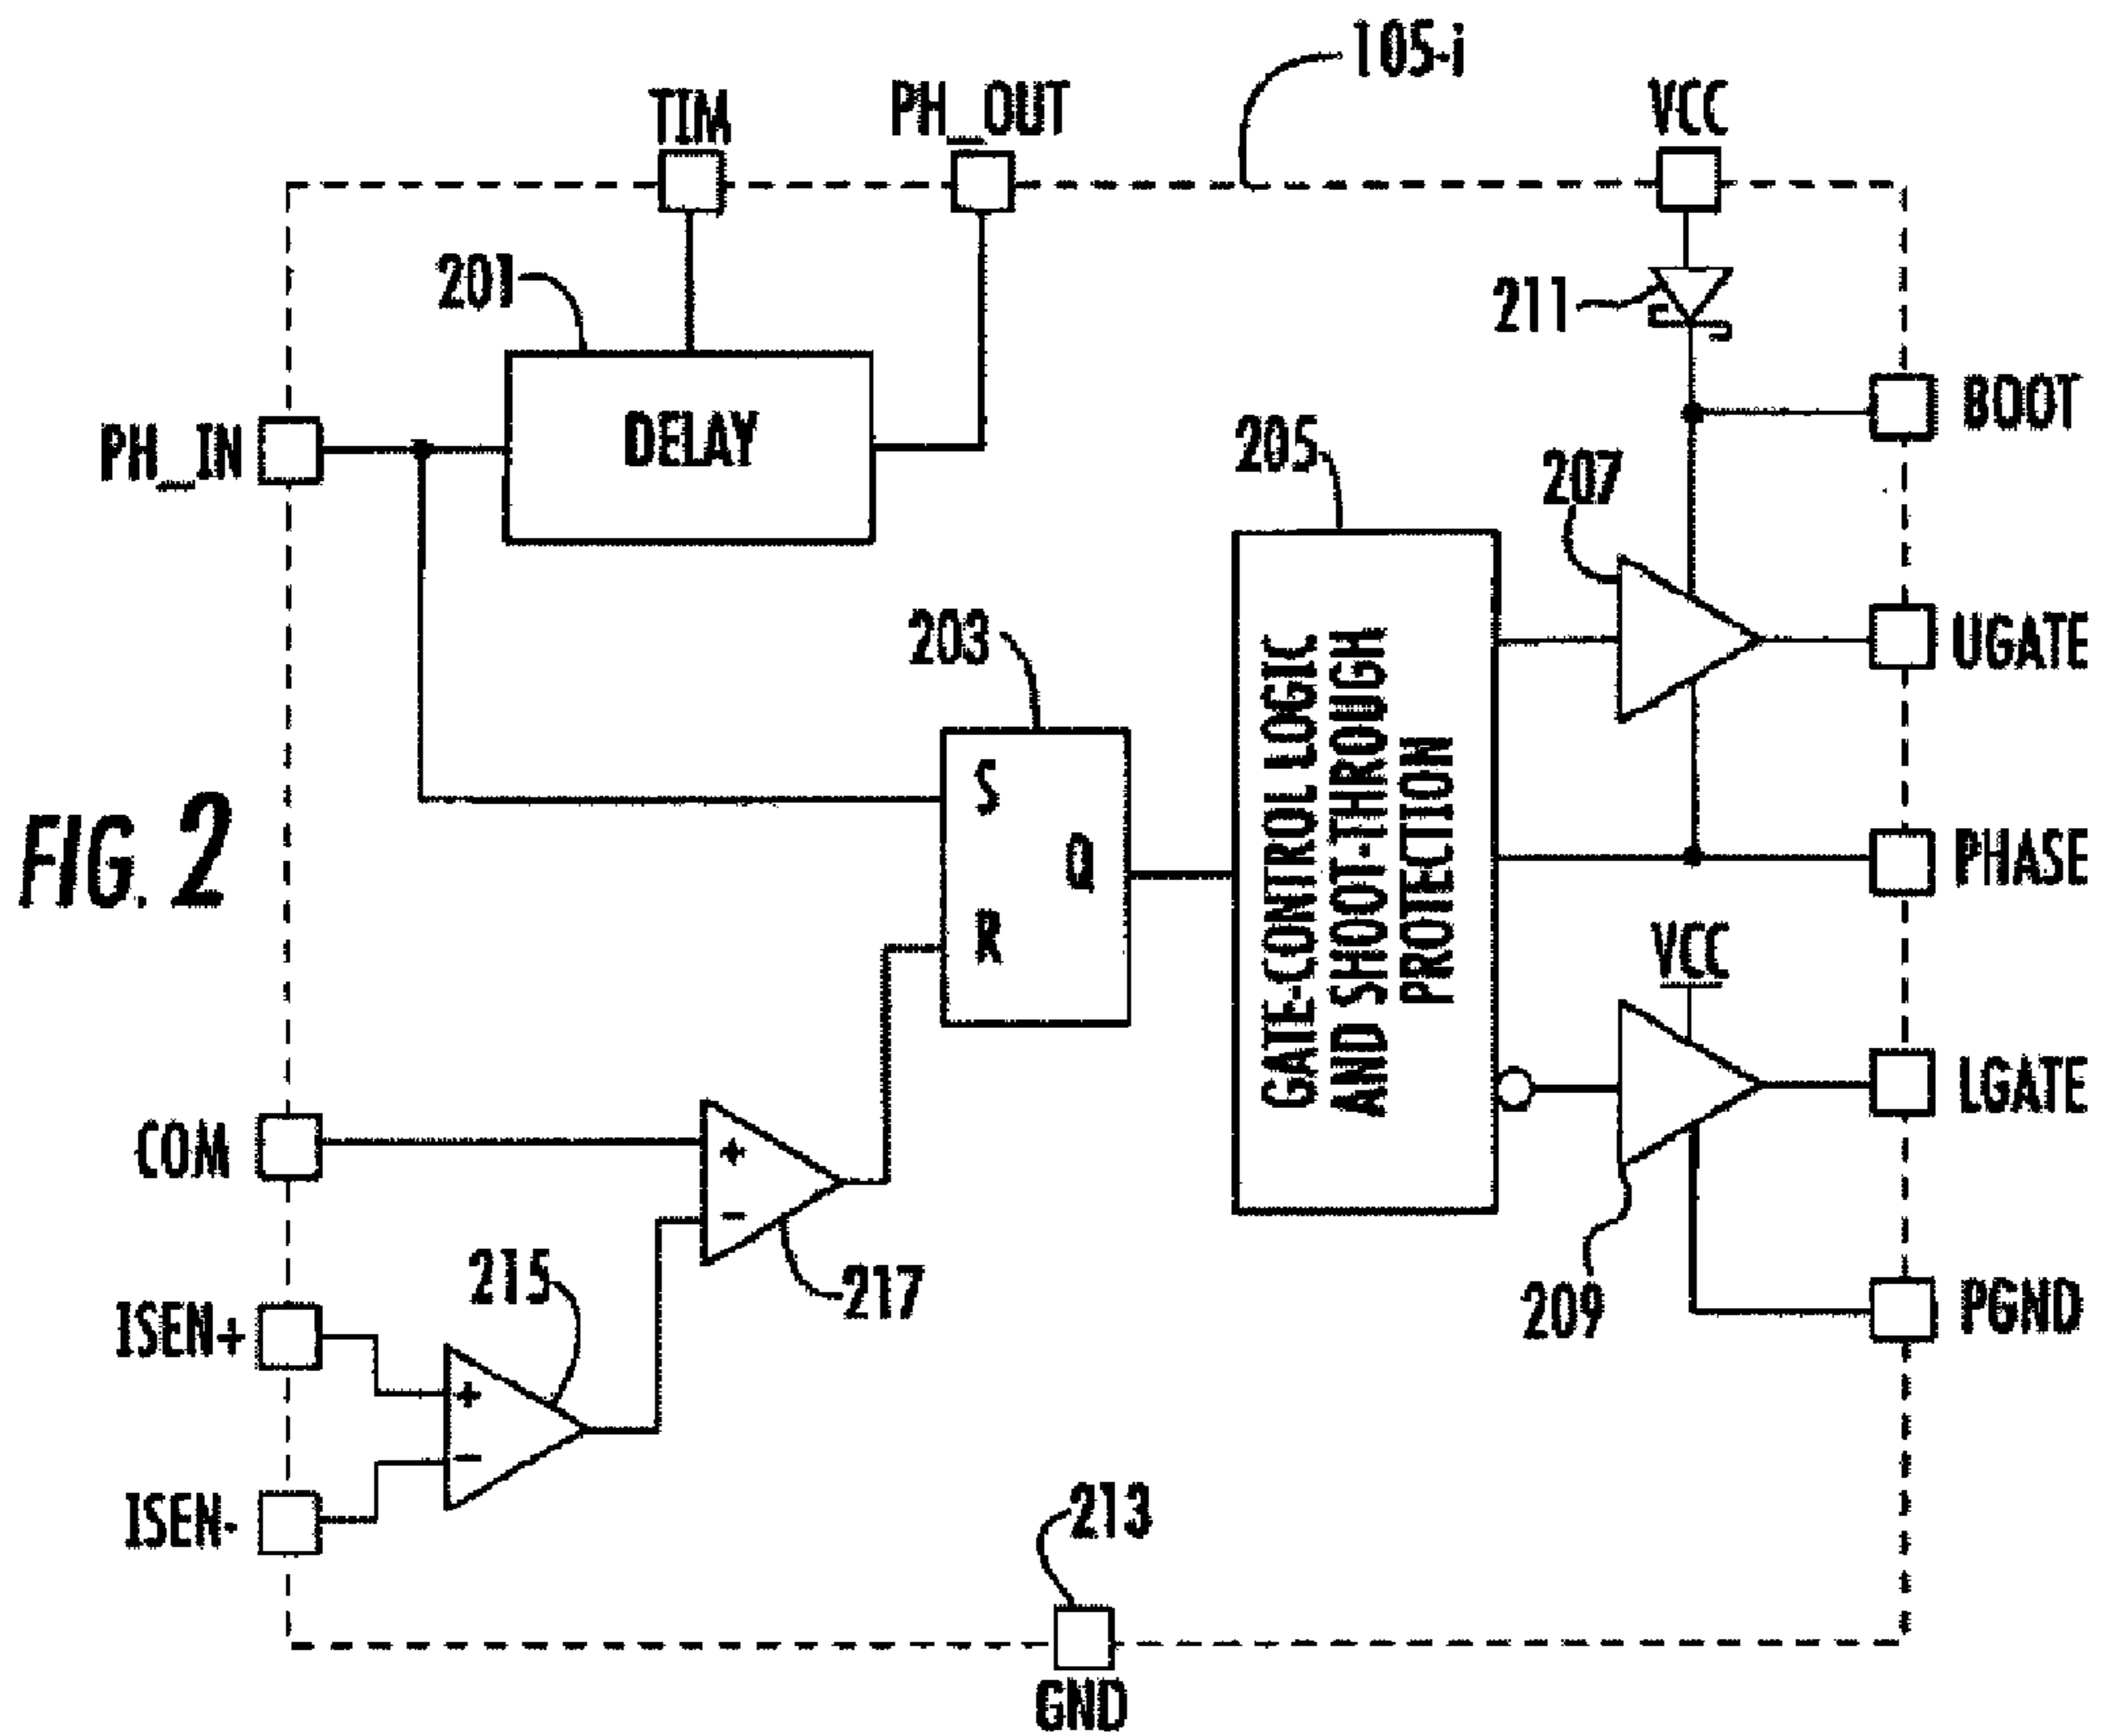 105-i
TIM
PH_OUT
VCC
201
211
DELAY
BOOT
PH_IN
205
207
203
UGATE
S
Q
R
GATE-CONTROL LOGIC
AND SHOOT-THROUGH
PROTECTION
FIG. 2
PHASE
VCC
COM
+
-
LGATE
215
217
ISEN+
209
PGND
+
-
ISEN-
213
GND